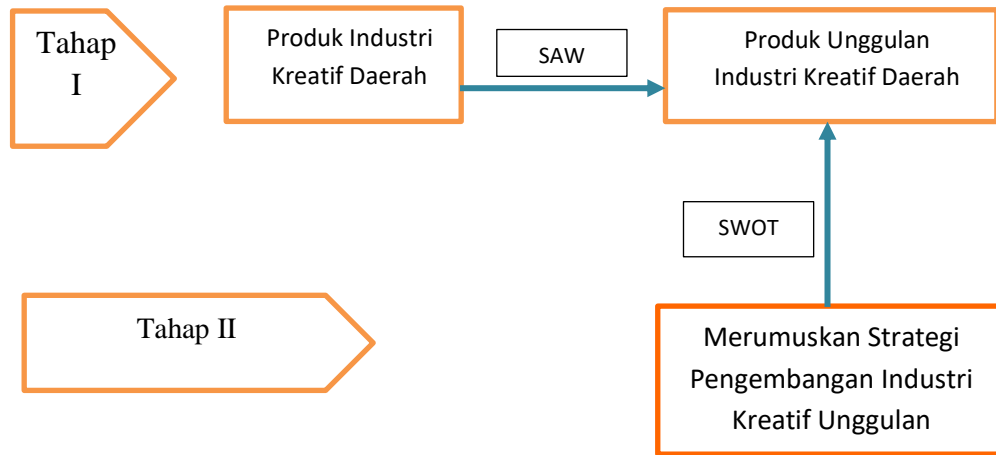 Tahap
I
Produk Industri
Kreatif Daerah
SAW
Produk Unggulan
Industri Kreatif Daerah
SWOT
Tahap II
Merumuskan Strategi
Pengembangan Industri
Kreatif Unggulan